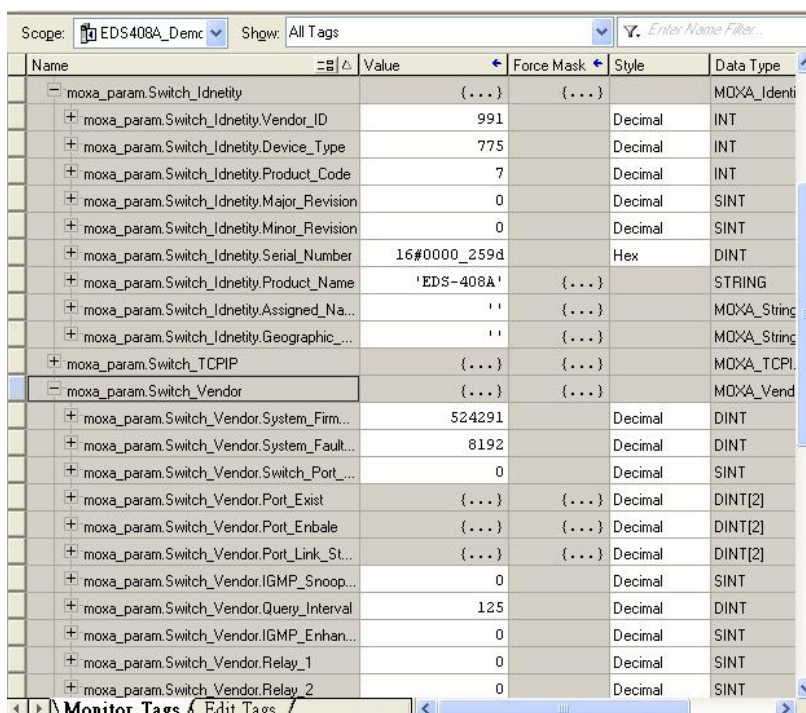 Scope: EDS408A_Demc Show: All Tags Enter Name Filter...
Name Value Force Mask Style Data Type
moxa_param.Switch_Idnetity {...} {...} MOXA_Identi
moxa_param.Switch_Idnetity.Vendor_ID 991 Decimal INT
moxa_param.Switch_Idnetity.Device_Type 775 Decimal INT
moxa_param.Switch_Idnetity.Product_Code 7 Decimal INT
moxa_param.Switch_Idnetity.Major_Revision 0 Decimal SINT
moxa_param.Switch_Idnetity.Minor_Revision 0 Decimal SINT
moxa_param.Switch_Idnetity.Serial_Number 16#0000_259d Hex DINT
moxa_param.Switch_Idnetity.Product_Name 'EDS-408A' {...} STRING
moxa_param.Switch_Idnetity.Assigned_Na... '' {...} MOXA_String
moxa_param.Switch_Idnetity.Geographic_... '' {...} MOXA_String
moxa_param.Switch_TCPIP {...} {...} MOXA_TCPI.
moxa_param.Switch_Vendor {...} {...} MOXA_Vend
moxa_param.Switch_Vendor.System_Firm... 524291 Decimal DINT
moxa_param.Switch_Vendor.System_Fault... 8192 Decimal DINT
moxa_param.Switch_Vendor.Switch_Port_... 0 Decimal SINT
moxa_param.Switch_Vendor.Port_Exist {...} {...} Decimal DINT[2]
moxa_param.Switch_Vendor.Port_Enbale {...} {...} Decimal DINT[2]
moxa_param.Switch_Vendor.Port_Link_St... {...} {...} Decimal DINT[2]
moxa_param.Switch_Vendor.IGMP_Snoop... 0 Decimal SINT
moxa_param.Switch_Vendor.Query_Interval 125 Decimal DINT
moxa_param.Switch_Vendor.IGMP_Enhan... 0 Decimal SINT
moxa_param.Switch_Vendor.Relay_1 0 Decimal SINT
moxa_param.Switch_Vendor.Relay_2 0 Decimal SINT
Monitor Tags Edit Tags